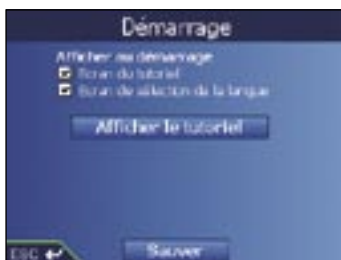 Démarrage
Afficher au démarrage
Ecran du tutoriel
Ecran de sélection de la langue
Afficher le tutoriel
Sauver
ESC